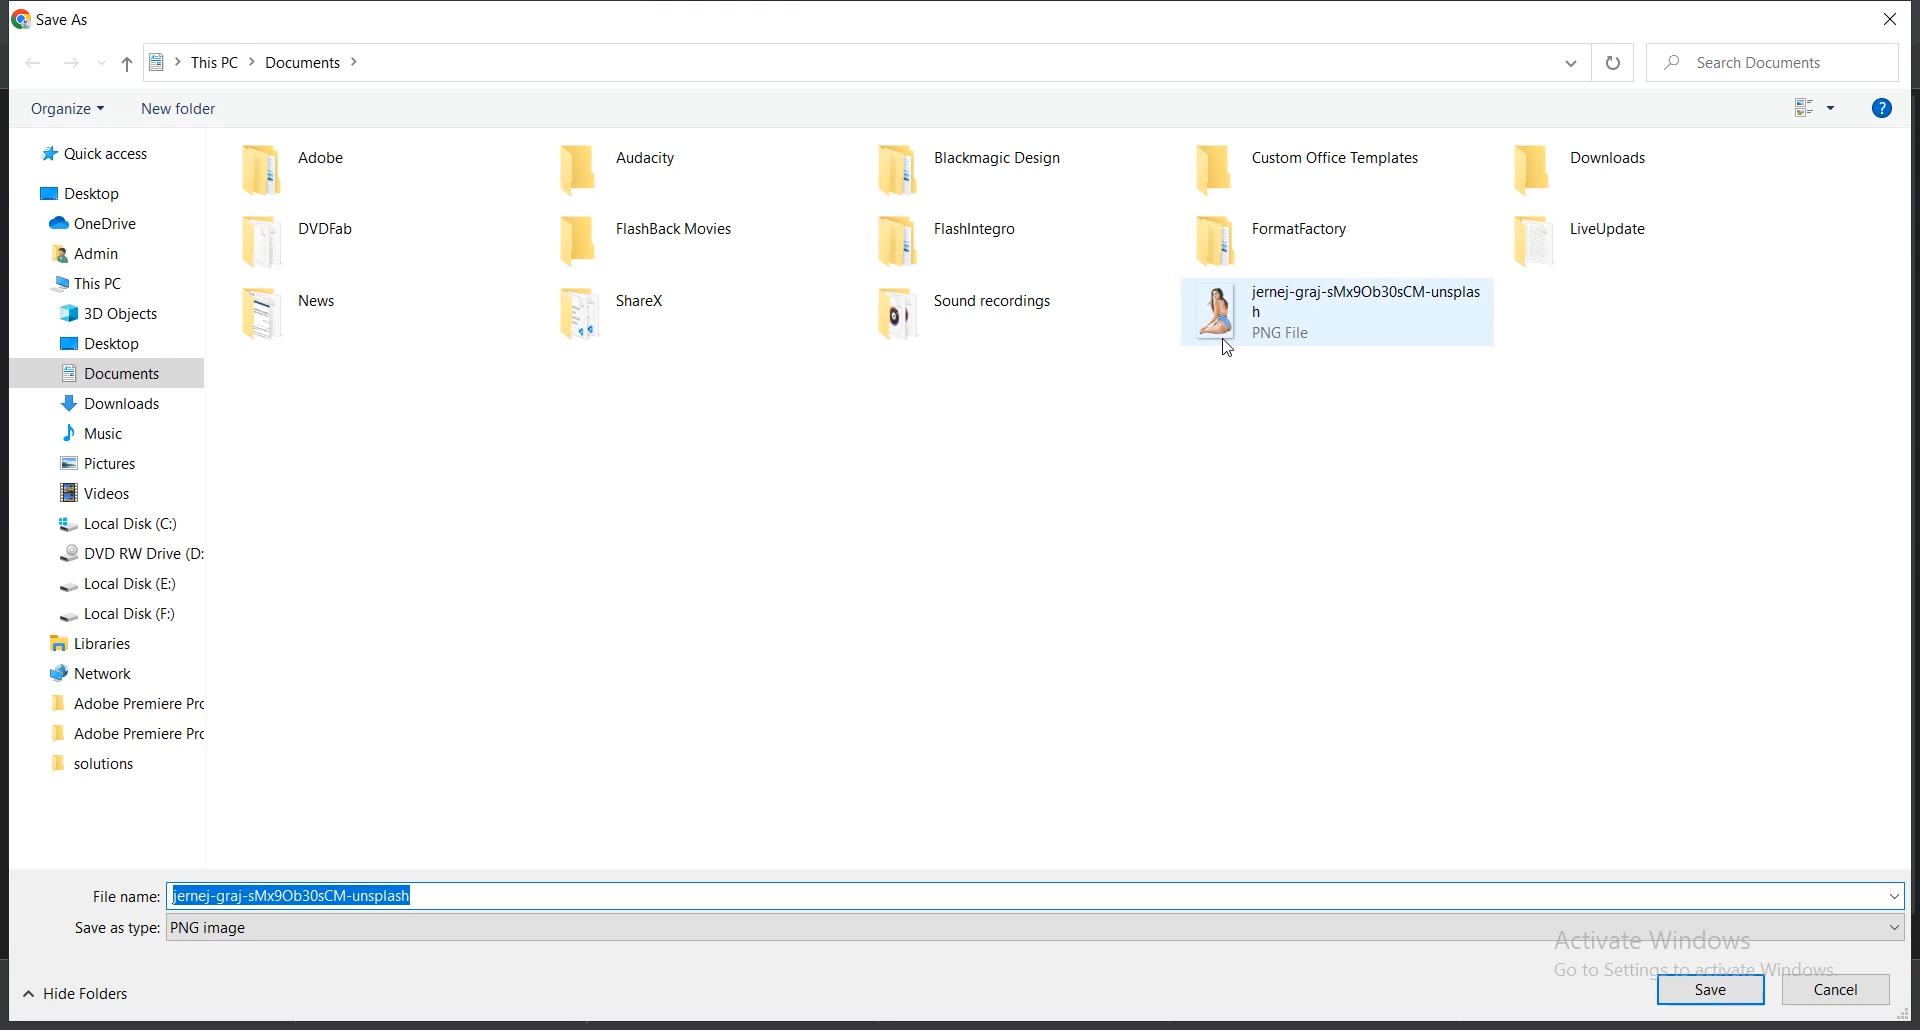 Save As
This PC > Documents >
Search Documents
Organize
New folder
?
Quick access
Desktop
OneDrive
Admin
This PC
3D Objects
Desktop
Documents
Downloads
Music
Pictures
Videos
Local Disk (C:)
DVD RW Drive (D:
Local Disk (E:)
Local Disk (F:)
Libraries
Network
Adobe Premiere Pro
Adobe Premiere Pro
solutions
Adobe
Audacity
Blackmagic Design
Custom Office Templates
Downloads
DVDFab
FlashBack Movies
FlashIntegro
FormatFactory
LiveUpdate
News
ShareX
Sound recordings
jernej-graj-sMx9Ob30sCM-unsplas
h
PNG File
File name: jernej-graj-sMx9Ob30sCM-unsplash
Save as type: PNG image
Activate Windows
Go to Settings to activate Windows.
Hide Folders
Save
Cancel